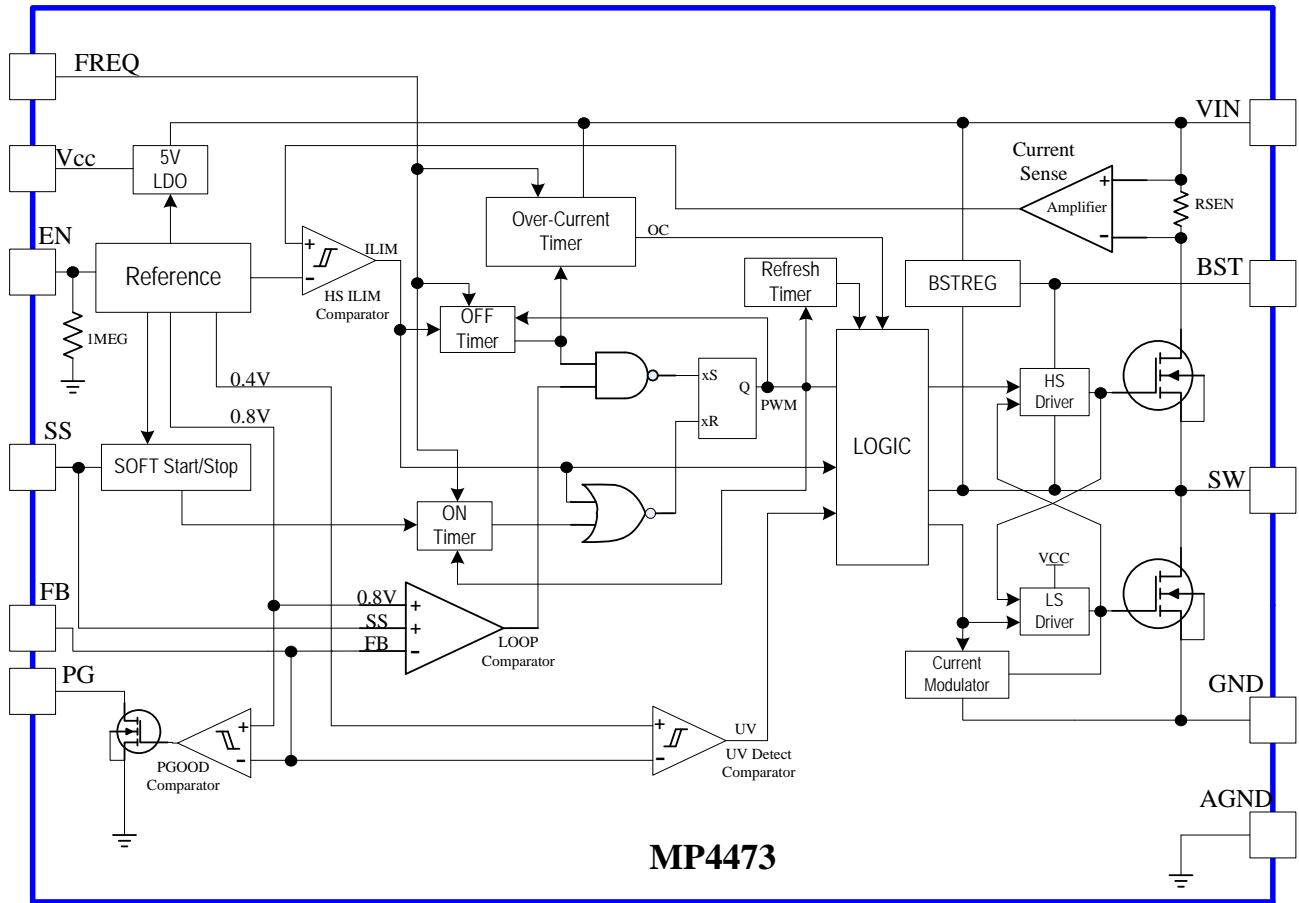 FREQ
VIN
Vcc
5V
LDO
Current
Sense
+
Amplifier
-
RSEN
Over-Current
Timer
OC
EN
Reference
+
-
ILIM
HS ILIM
Comparator
Refresh
Timer
BSTREG
BST
1MEG
OFF
Timer
0.4V
0.8V
xS
Q
xR
PWM
HS
Driver
SS
SOFT Start/Stop
LOGIC
SW
ON
Timer
VCC
LS
Driver
FB
0.8V
+
SS
+
FB
-
LOOP
Comparator
Current
Modulator
PG
GND
+
-
PGOOD
Comparator
+
-
UV
UV Detect
Comparator
AGND
MP4473